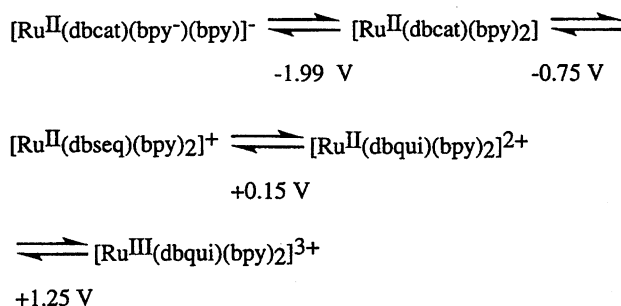 [Ru^II(dbcat)(bpy⁻)(bpy)]⁻ ⇌ [Ru^II(dbcat)(bpy)2] ⇌
-1.99 V -0.75 V
[Ru^II(dbseq)(bpy)2]⁺ ⇌ [Ru^II(dbqui)(bpy)2]²⁺
+0.15 V
⇌ [Ru^III(dbqui)(bpy)2]³⁺
+1.25 V